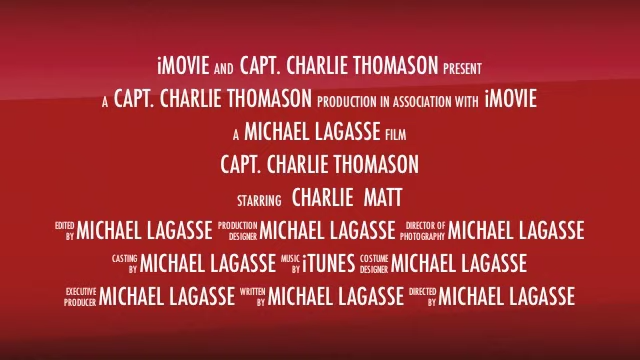 iMOVIE AND CAPT. CHARLIE THOMASON PRESENT
A CAPT. CHARLIE THOMASON PRODUCTION IN ASSOCIATION WITH iMOVIE
A MICHAEL LAGASSE FILM
CAPT. CHARLIE THOMASON
STARRING CHARLIE MATT
EDITED BY MICHAEL LAGASSE PRODUCTION DESIGNER MICHAEL LAGASSE DIRECTOR OF PHOTOGRAPHY MICHAEL LAGASSE
CASTING BY MICHAEL LAGASSE MUSIC BY iTUNES COSTUME DESIGNER MICHAEL LAGASSE
EXECUTIVE PRODUCER MICHAEL LAGASSE WRITTEN BY MICHAEL LAGASSE DIRECTED BY MICHAEL LAGASSE